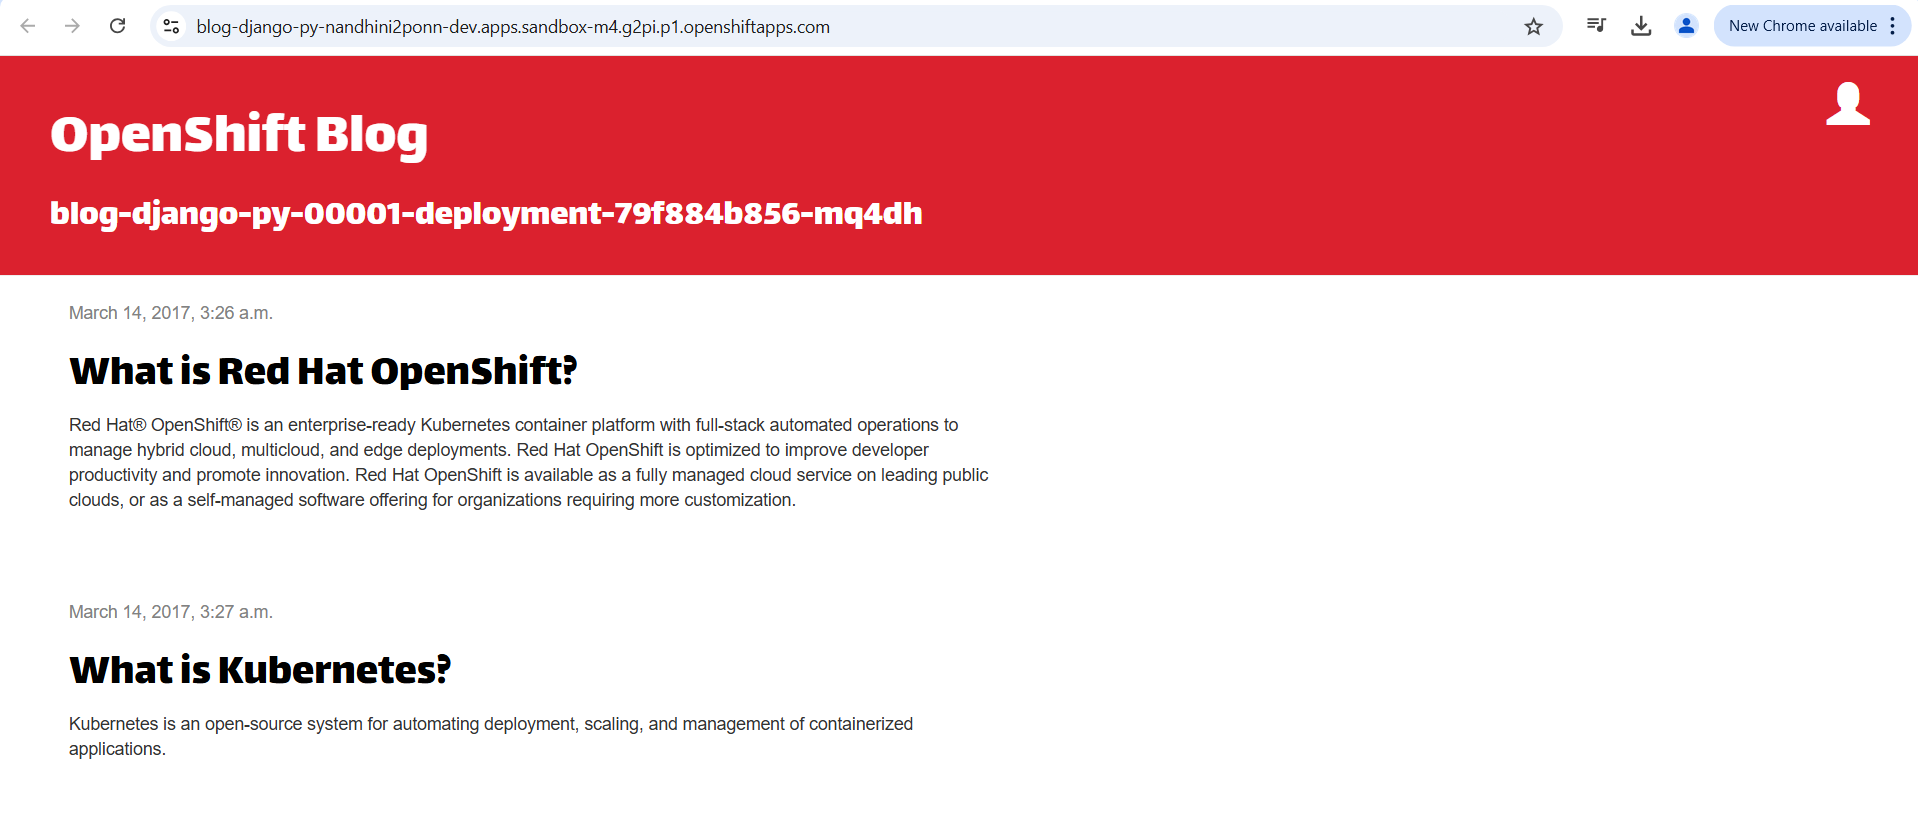 blog-django-py-nandhini2ponn-dev.apps.sandbox-m4.g2pi.p1.openshiftapps.com
New Chrome available
OpenShift Blog
blog-django-py-00001-deployment-79f884b856-mq4dh
March 14, 2017, 3:26 a.m.
What is Red Hat OpenShift?
Red Hat® OpenShift® is an enterprise-ready Kubernetes container platform with full-stack automated operations to
manage hybrid cloud, multicloud, and edge deployments. Red Hat OpenShift is optimized to improve developer
productivity and promote innovation. Red Hat OpenShift is available as a fully managed cloud service on leading public
clouds, or as a self-managed software offering for organizations requiring more customization.
March 14, 2017, 3:27 a.m.
What is Kubernetes?
Kubernetes is an open-source system for automating deployment, scaling, and management of containerized
applications.